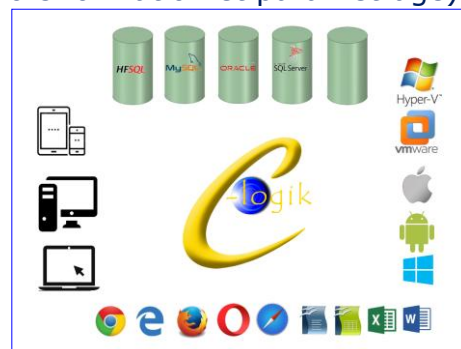 HFSQL
MySQL
ORACLE
SQL Server
Hyper-V
vmware
C-logik